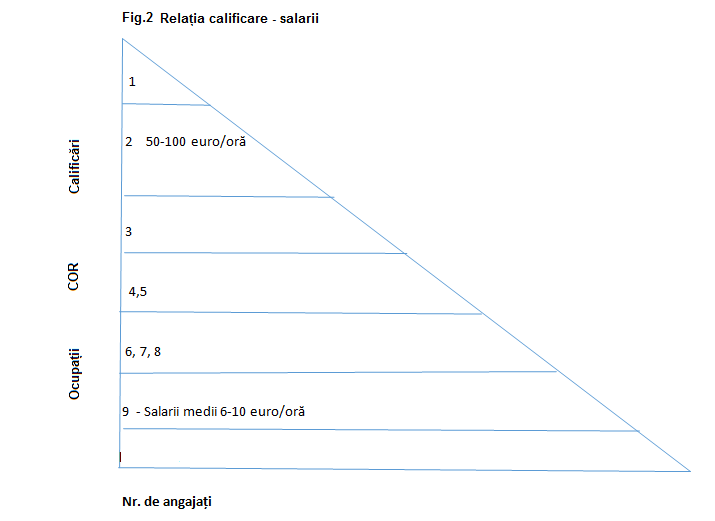 Fig.2 Relația calificare - salarii
1
2 50-100 euro/oră
Calificări
3
COR
4,5
6, 7, 8
Ocupații
9 - Salarii medii 6-10 euro/oră
Nr. de angajați